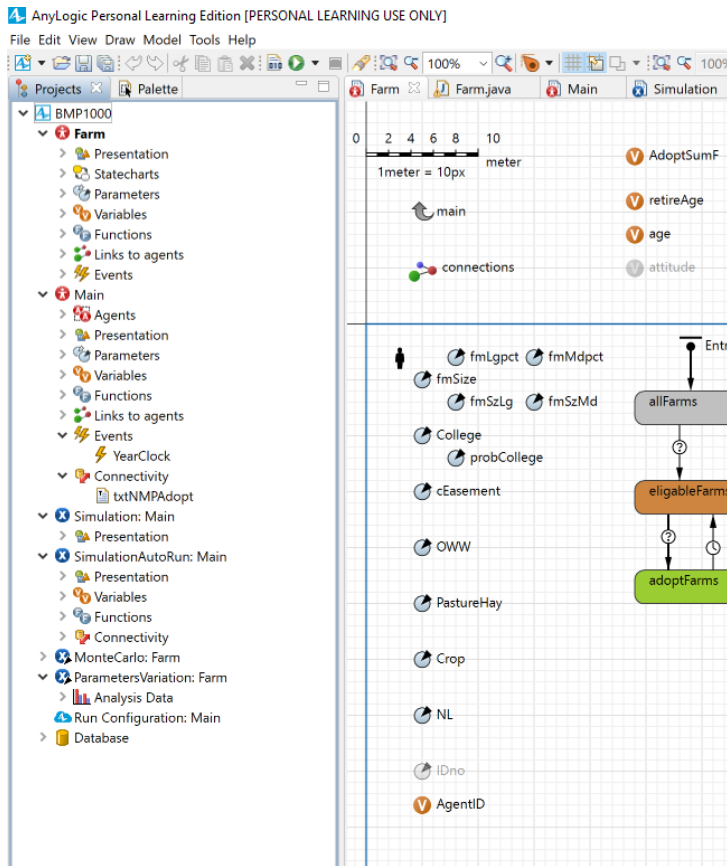 AnyLogic Personal Learning Edition [PERSONAL LEARNING USE ONLY]
File Edit View Draw Model Tools Help
100% 100%
Projects Palette
BMP1000
Farm
Presentation
Statecharts
Parameters
Variables
Functions
Links to agents
Events
Main
Agents
Presentation
Parameters
Variables
Functions
Links to agents
Events
YearClock
Connectivity
txtNMPAdopt
Simulation: Main
Presentation
SimulationAutoRun: Main
Presentation
Variables
Functions
Connectivity
MonteCarlo: Farm
ParametersVariation: Farm
Analysis Data
Run Configuration: Main
Database
Farm Farm.java Main Simulation
0 2 4 6 8 10
meter
1meter = 10px
main
connections
V AdoptSumF
V retireAge
V age
V attitude
fmLgpct fmMdpct
fmSize
fmSzLg fmSzMd
College
probCollege
cEasement
OWW
PastureHay
Crop
NL
IDno
V AgentID
Entr
allFarms
?
eligableFarms
?
adoptFarms